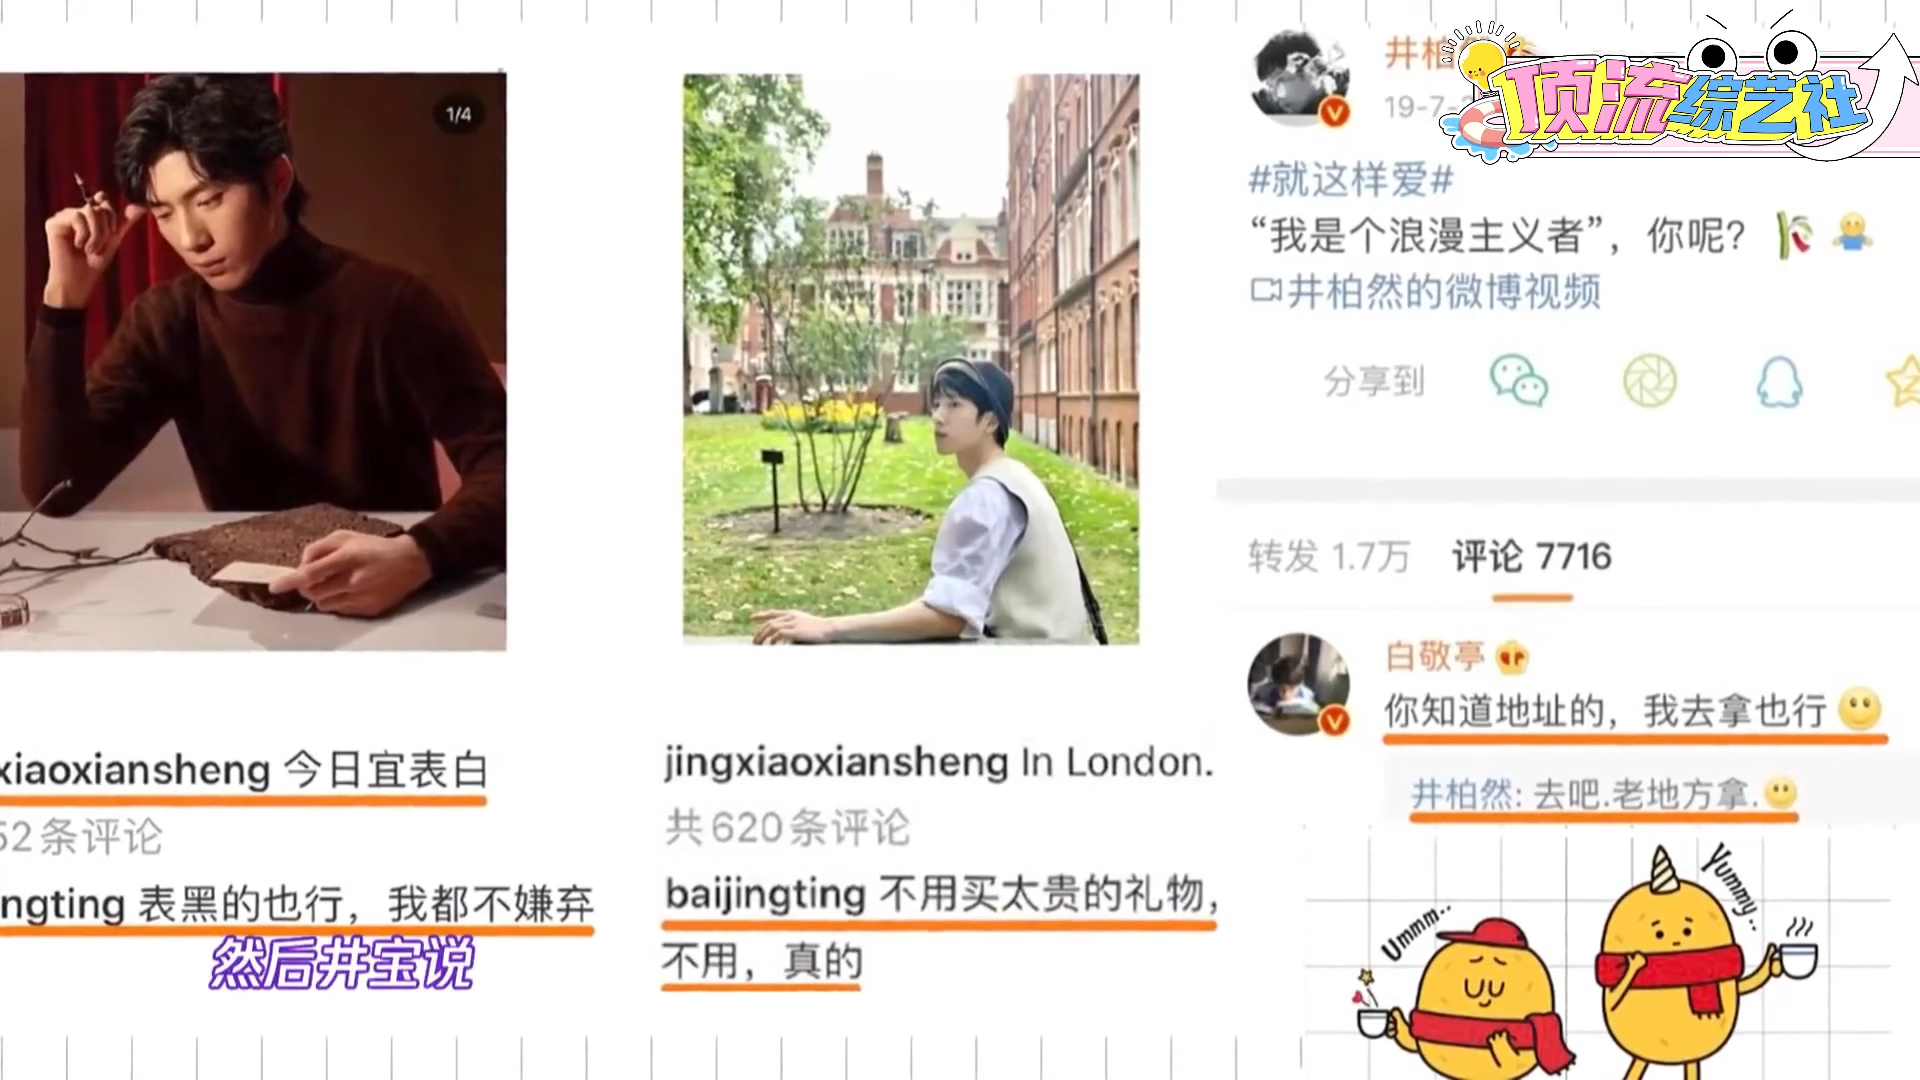 1/4
xiaoxiansheng 今日宜表白
52条评论
ngting 表黑的也行，我都不嫌弃
然后井宝说
jingxiaoxiansheng In London.
共620条评论
baijingting 不用买太贵的礼物，
不用，真的
顶流综艺社
井柏
19-7-
#就这样爱#
“我是个浪漫主义者”，你呢？
井柏然的微博视频
分享到
转发 1.7万 评论 7716
白敬亭
你知道地址的，我去拿也行
井柏然: 去吧.老地方拿.
Ummm..
Yummy..